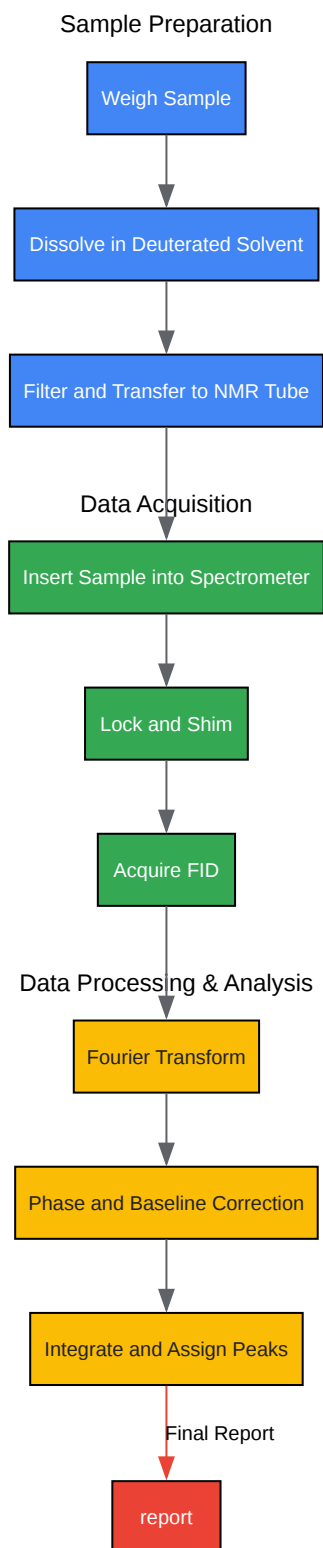 Sample Preparation
Weigh Sample
Dissolve in Deuterated Solvent
Filter and Transfer to NMR Tube
Data Acquisition
Insert Sample into Spectrometer
Lock and Shim
Acquire FID
Data Processing & Analysis
Fourier Transform
Phase and Baseline Correction
Integrate and Assign Peaks
Final Report
report